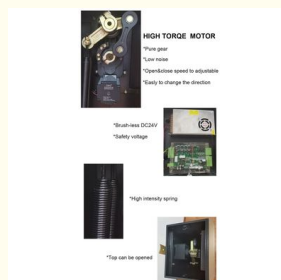 HIGH TORQE MOTOR
*Pure gear
*Low noise
*Open&close speed to adjustable
*Easly to change the direction
*Brush-less DC24V
*Safety voltage
*High intensity spring
*Top can be opened